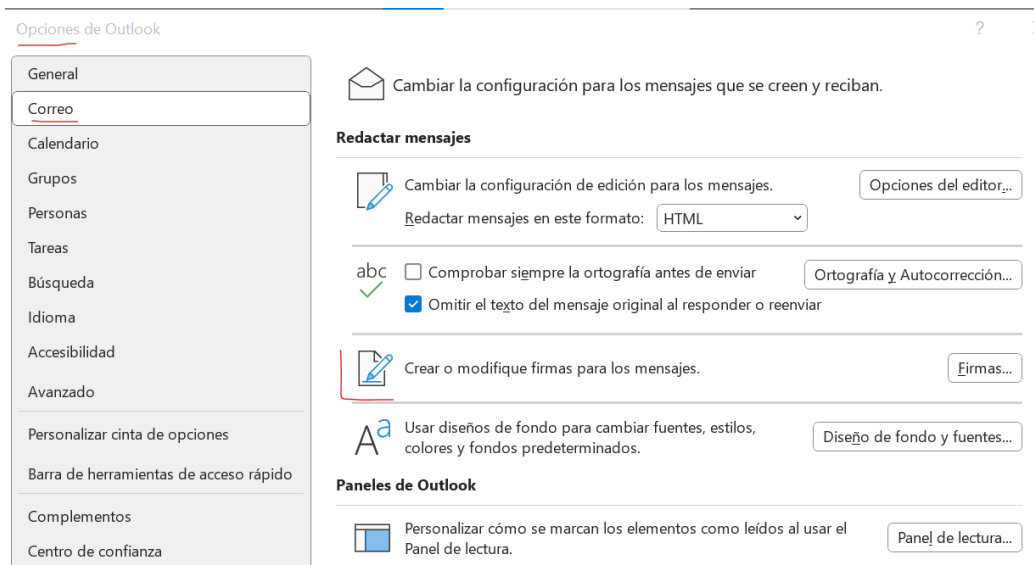 Opciones de Outlook
?
General
Correo
Calendario
Grupos
Personas
Tareas
Búsqueda
Idioma
Accesibilidad
Avanzado
Personalizar cinta de opciones
Barra de herramientas de acceso rápido
Complementos
Centro de confianza
Cambiar la configuración para los mensajes que se creen y reciban.
Redactar mensajes
Cambiar la configuración de edición para los mensajes.
Opciones del editor...
Redactar mensajes en este formato:
HTML
abc
Comprobar siempre la ortografía antes de enviar
Ortografía y Autocorrección...
Omitir el texto del mensaje original al responder o reenviar
Crear o modifique firmas para los mensajes.
Firmas...
Aa
Usar diseños de fondo para cambiar fuentes, estilos,
colores y fondos predeterminados.
Diseño de fondo y fuentes...
Paneles de Outlook
Personalizar cómo se marcan los elementos como leídos al usar el
Panel de lectura.
Panel de lectura...